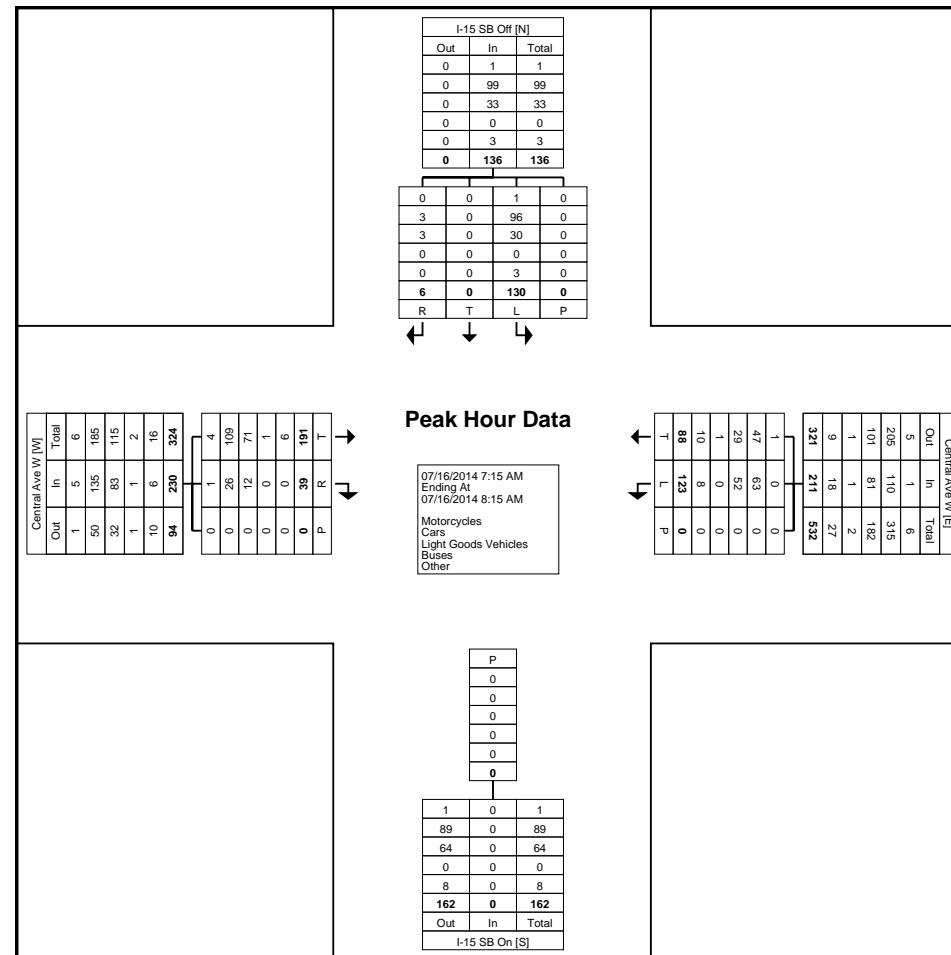 I-15 SB Off [N]
Out In Total
0 1 1
0 99 99
0 33 33
0 0 0
0 3 3
0 136 136
0 0 1 0
3 0 96 0
3 0 30 0
0 0 0 0
0 0 3 0
6 0 130 0
R T L P
Central Ave W [W]
Out In Total
1 5 6
50 135 185
32 83 115
1 1 2
10 6 16
94 230 324
0 1 4
0 26 109
0 12 71
0 0 1
0 0 6
0 39 191
P R T
Peak Hour Data
07/16/2014 7:15 AM
Ending At
07/16/2014 8:15 AM
Motorcycles
Cars
Light Goods Vehicles
Buses
Other
Central Ave W [E]
Out In Total
5 1 6
205 110 315
101 81 182
1 1 2
9 18 27
321 211 532
1 0 0
47 63 0
29 52 0
1 0 0
10 8 0
88 123 0
T L P
P
0
0
0
0
0
0
1 0 1
89 0 89
64 0 64
0 0 0
8 0 8
162 0 162
Out In Total
I-15 SB On [S]